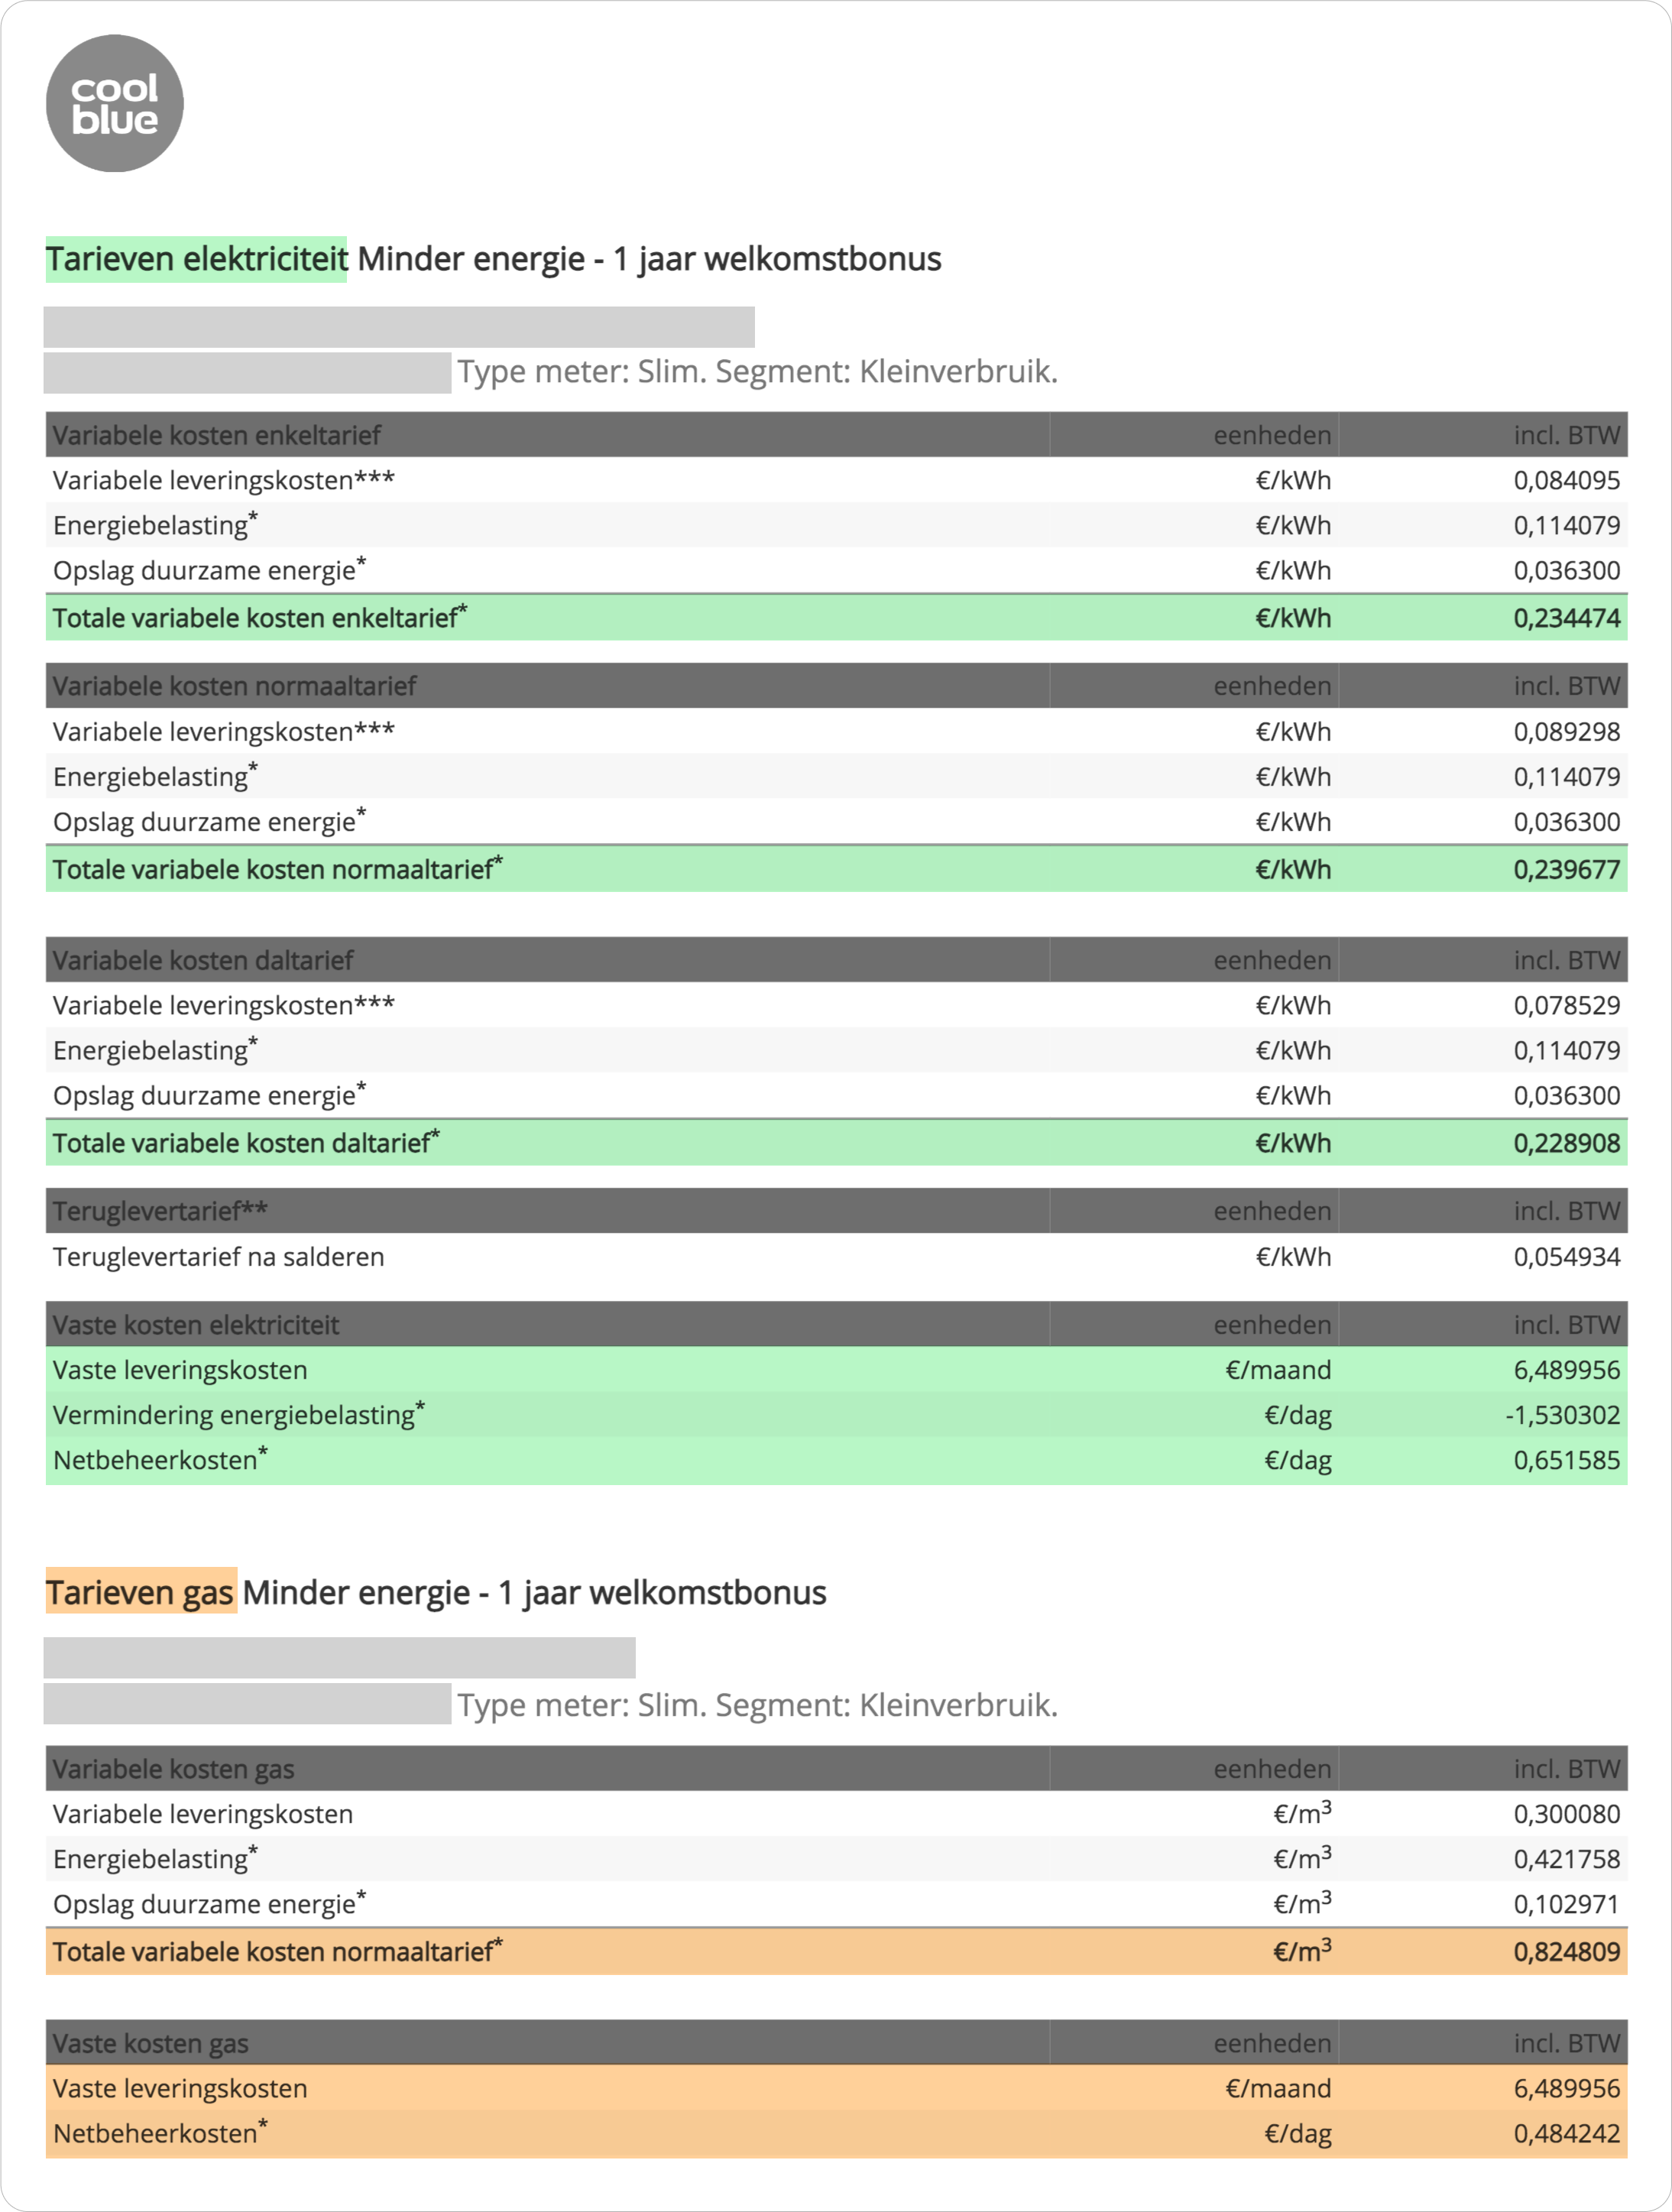 cool
blue
Tarieven elektriciteit Minder energie - 1 jaar welkomstbonus
Type meter: Slim. Segment: Kleinverbruik.
Variabele kosten enkeltarief eenheden incl. BTW
Variabele leveringskosten*** €/kWh 0,084095
Energiebelasting* €/kWh 0,114079
Opslag duurzame energie* €/kWh 0,036300
Totale variabele kosten enkeltarief* €/kWh 0,234474
Variabele kosten normaaltarief eenheden incl. BTW
Variabele leveringskosten*** €/kWh 0,089298
Energiebelasting* €/kWh 0,114079
Opslag duurzame energie* €/kWh 0,036300
Totale variabele kosten normaaltarief* €/kWh 0,239677
Variabele kosten daltarief eenheden incl. BTW
Variabele leveringskosten*** €/kWh 0,078529
Energiebelasting* €/kWh 0,114079
Opslag duurzame energie* €/kWh 0,036300
Totale variabele kosten daltarief* €/kWh 0,228908
Teruglevertarief** eenheden incl. BTW
Teruglevertarief na salderen €/kWh 0,054934
Vaste kosten elektriciteit eenheden incl. BTW
Vaste leveringskosten €/maand 6,489956
Vermindering energiebelasting* €/dag -1,530302
Netbeheerkosten* €/dag 0,651585
Tarieven gas Minder energie - 1 jaar welkomstbonus
Type meter: Slim. Segment: Kleinverbruik.
Variabele kosten gas eenheden incl. BTW
Variabele leveringskosten €/m³ 0,300080
Energiebelasting* €/m³ 0,421758
Opslag duurzame energie* €/m³ 0,102971
Totale variabele kosten normaaltarief* €/m³ 0,824809
Vaste kosten gas eenheden incl. BTW
Vaste leveringskosten €/maand 6,489956
Netbeheerkosten* €/dag 0,484242